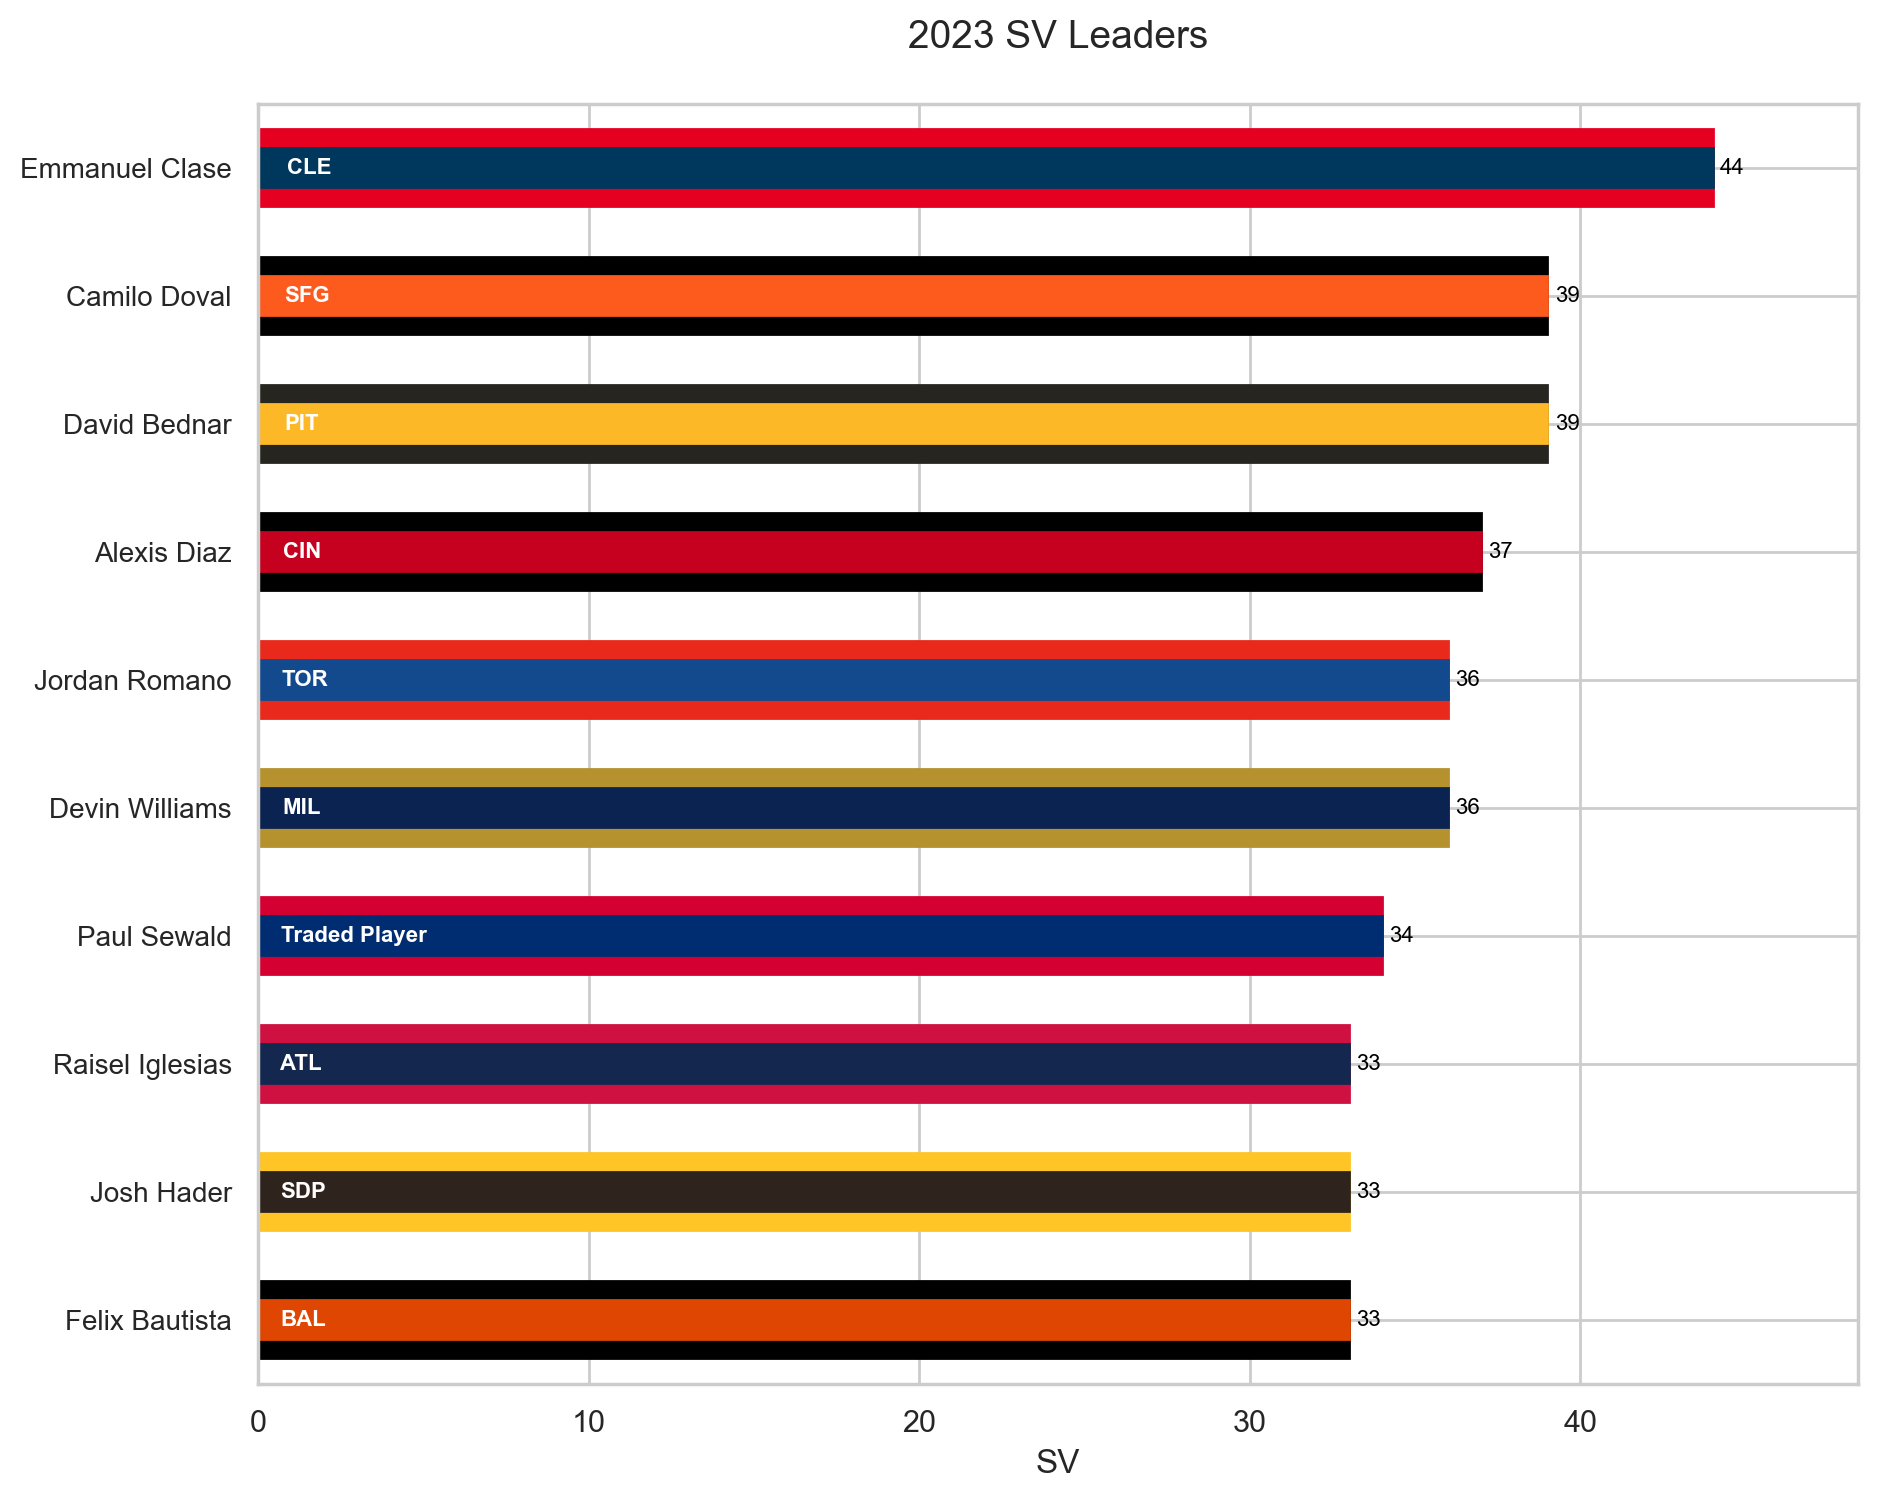 2023 SV Leaders
Emmanuel Clase CLE 44
Camilo Doval SFG 39
David Bednar PIT 39
Alexis Diaz CIN 37
Jordan Romano TOR 36
Devin Williams MIL 36
Paul Sewald Traded Player 34
Raisel Iglesias ATL 33
Josh Hader SDP 33
Felix Bautista BAL 33
0 10 20 30 40
SV